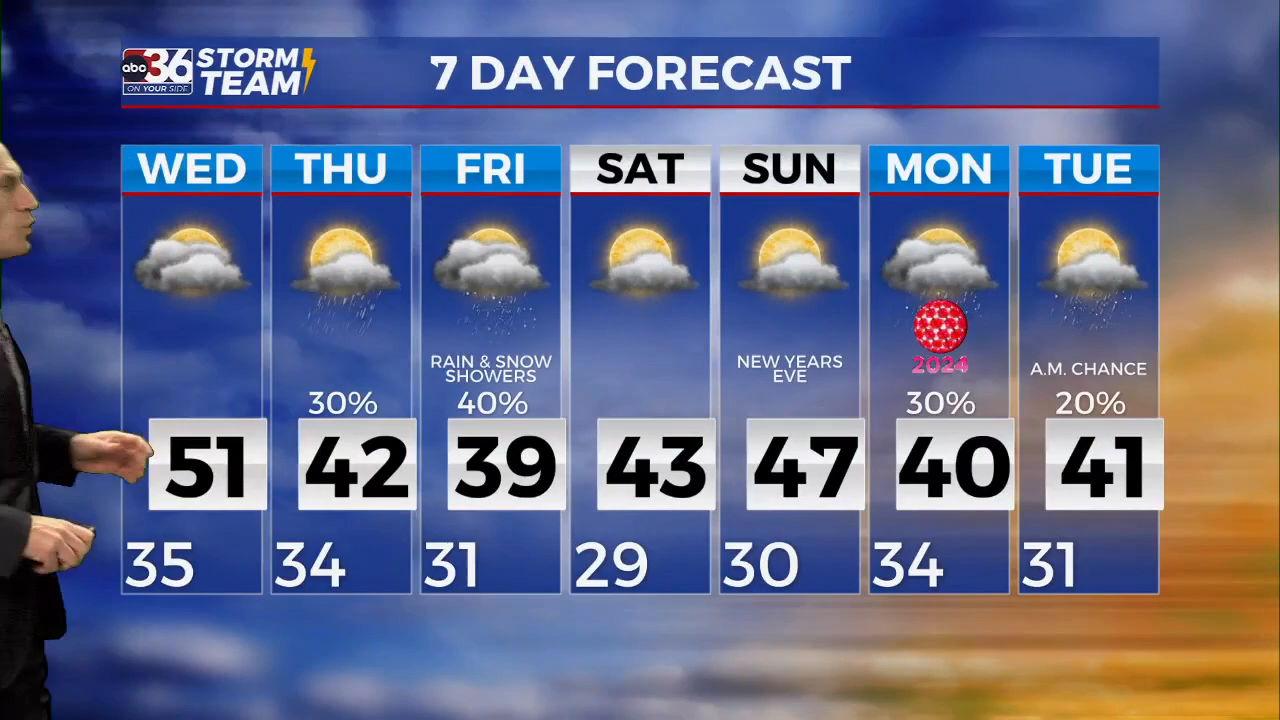 abc 36
ON YOUR SIDE
STORM
TEAM
7 DAY FORECAST
WED THU FRI SAT SUN MON TUE
RAIN & SNOW
SHOWERS
NEW YEARS
EVE
2024
A.M. CHANCE
30% 40% 30% 20%
51 42 39 43 47 40 41
35 34 31 29 30 34 31